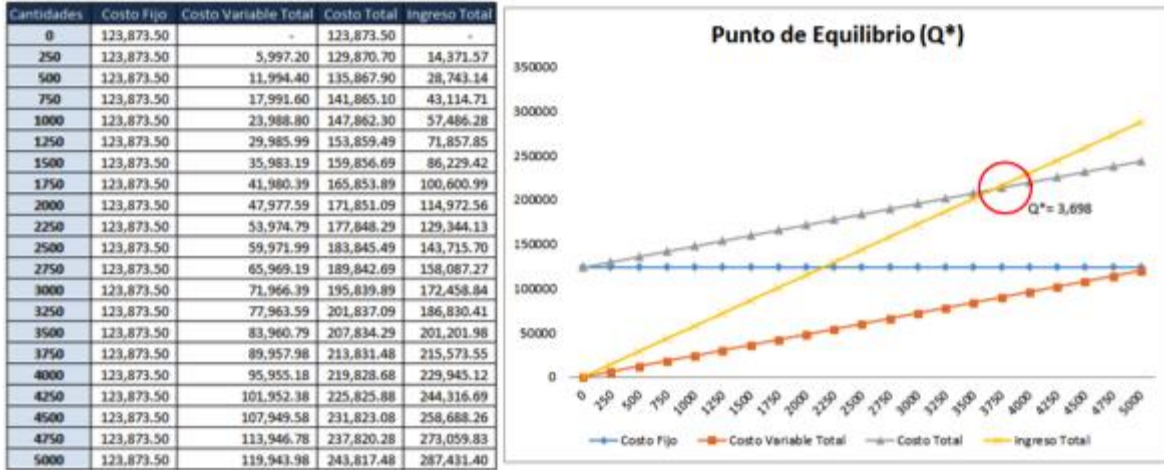 Cantidades Costo Fijo Costo Variable Total Costo Total Ingreso Total
0 123,873.50 - 123,873.50 -
250 123,873.50 5,997.20 129,870.70 14,371.57
500 123,873.50 11,994.40 135,867.90 28,743.14
750 123,873.50 17,991.60 141,865.10 43,114.71
1000 123,873.50 23,988.80 147,862.30 57,486.28
1250 123,873.50 29,985.99 153,859.49 71,857.85
1500 123,873.50 35,983.19 159,856.69 86,229.42
1750 123,873.50 41,980.39 165,853.89 100,600.99
2000 123,873.50 47,977.59 171,851.09 114,972.56
2250 123,873.50 53,974.79 177,848.29 129,344.13
2500 123,873.50 59,971.99 183,845.49 143,715.70
2750 123,873.50 65,969.19 189,842.69 158,087.27
3000 123,873.50 71,966.39 195,839.89 172,458.84
3250 123,873.50 77,963.59 201,837.09 186,830.41
3500 123,873.50 83,960.79 207,834.29 201,201.98
3750 123,873.50 89,957.98 213,831.48 215,573.55
4000 123,873.50 95,955.18 219,828.68 229,945.12
4250 123,873.50 101,952.38 225,825.88 244,316.69
4500 123,873.50 107,949.58 231,823.08 258,688.26
4750 123,873.50 113,946.78 237,820.28 273,059.83
5000 123,873.50 119,943.98 243,817.48 287,431.40
Punto de Equilibrio (Q*)
350000
300000
250000
200000
150000
100000
50000
0
Q*= 3,698
0 250 500 750 1000 1250 1500 1750 2000 2250 2500 2750 3000 3250 3500 3750 4000 4250 4500 4750 5000
Costo Fijo Costo Variable Total Costo Total Ingreso Total